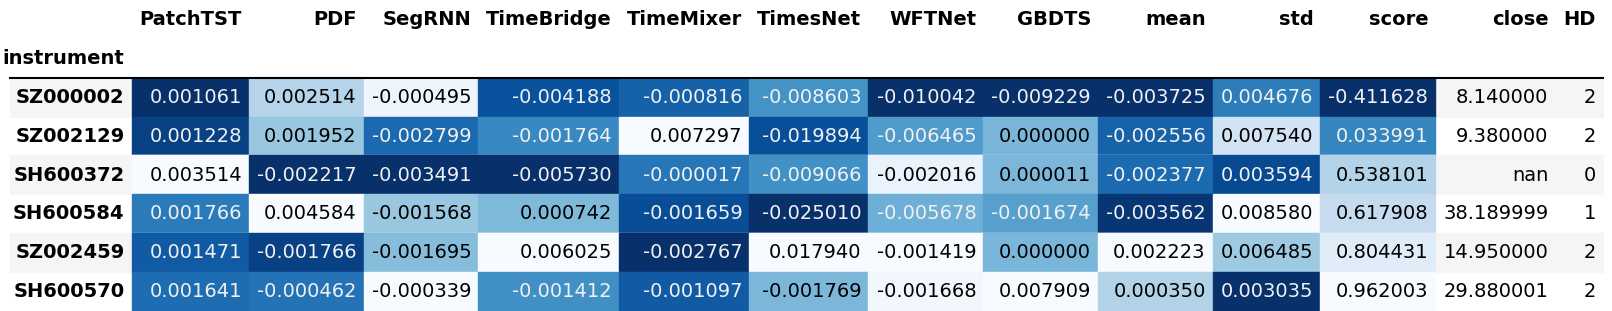 PatchTST PDF SegRNN TimeBridge TimeMixer TimesNet WFTNet GBDTS mean std score close HD
instrument
SZ000002 0.001061 0.002514 -0.000495 -0.004188 -0.000816 -0.008603 -0.010042 -0.009229 -0.003725 0.004676 -0.411628 8.140000 2
SZ002129 0.001228 0.001952 -0.002799 -0.001764 0.007297 -0.019894 -0.006465 0.000000 -0.002556 0.007540 0.033991 9.380000 2
SH600372 0.003514 -0.002217 -0.003491 -0.005730 -0.000017 -0.009066 -0.002016 0.000011 -0.002377 0.003594 0.538101 nan 0
SH600584 0.001766 0.004584 -0.001568 0.000742 -0.001659 -0.025010 -0.005678 -0.001674 -0.003562 0.008580 0.617908 38.189999 1
SZ002459 0.001471 -0.001766 -0.001695 0.006025 -0.002767 0.017940 -0.001419 0.000000 0.002223 0.006485 0.804431 14.950000 2
SH600570 0.001641 -0.000462 -0.000339 -0.001412 -0.001097 -0.001769 -0.001668 0.007909 0.000350 0.003035 0.962003 29.880001 2